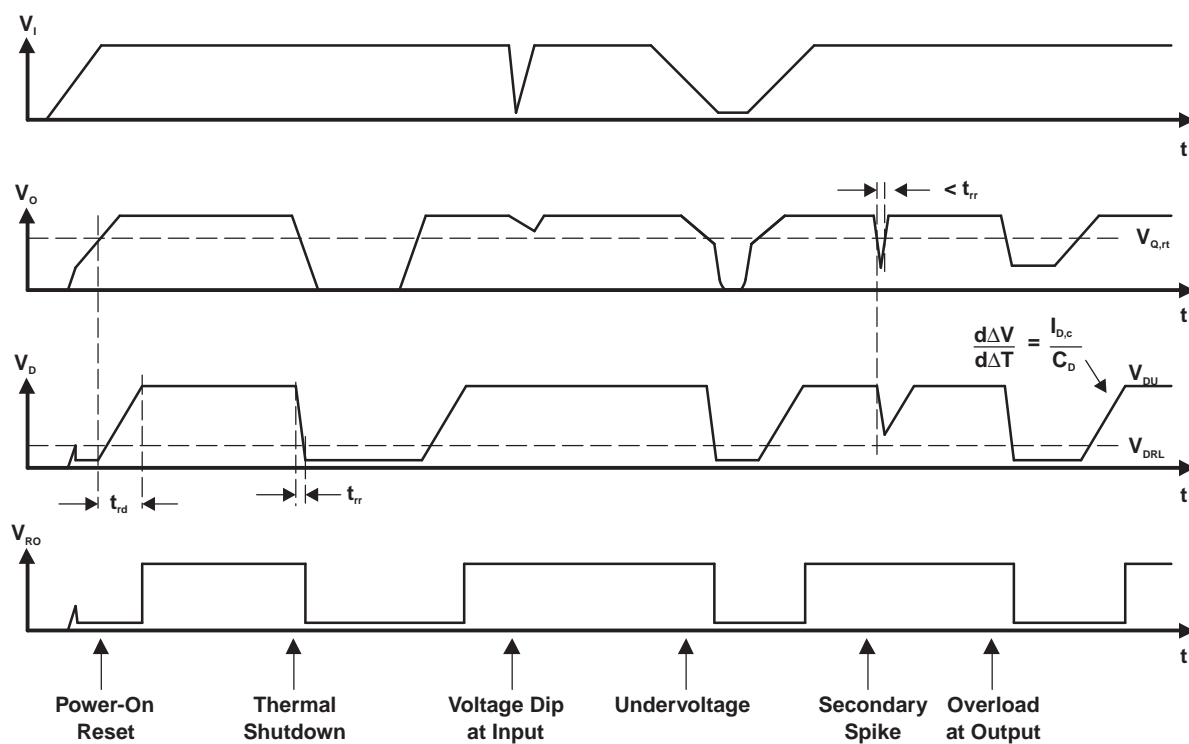 V_I
t
V_O
< t_rr
V_Q,rt
t
dΔV
dΔT
=
I_D,c
C_D
V_D
V_DU
V_DRL
t_rd
t_rr
t
V_RO
t
Power-On
Reset
Thermal
Shutdown
Voltage Dip
at Input
Undervoltage
Secondary
Spike
Overload
at Output